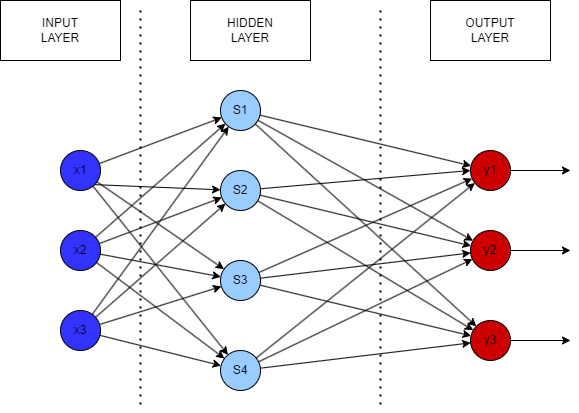 INPUT
LAYER
HIDDEN
LAYER
OUTPUT
LAYER
x1
x2
x3
S1
S2
S3
S4
y1
y2
y3